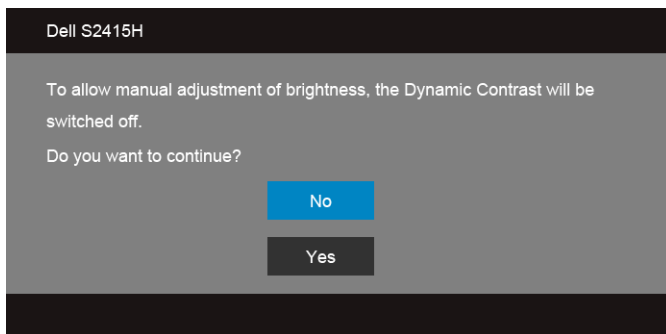 Dell S2415H
To allow manual adjustment of brightness, the Dynamic Contrast will be
switched off.
Do you want to continue?
No
Yes